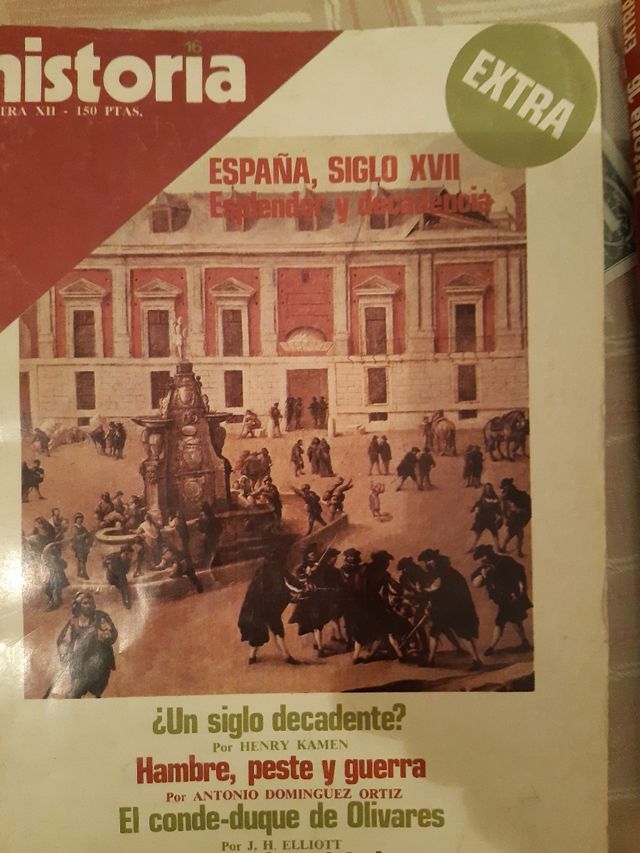 16
historia
TRA XII - 150 PTAS.
EXTRA
ESPAÑA, SIGLO XVII
Esplendor y decadencia
¿Un siglo decadente?
Por HENRY KAMEN
Hambre, peste y guerra
Por ANTONIO DOMINGUEZ ORTIZ
El conde-duque de Olivares
Por J. H. ELLIOTT